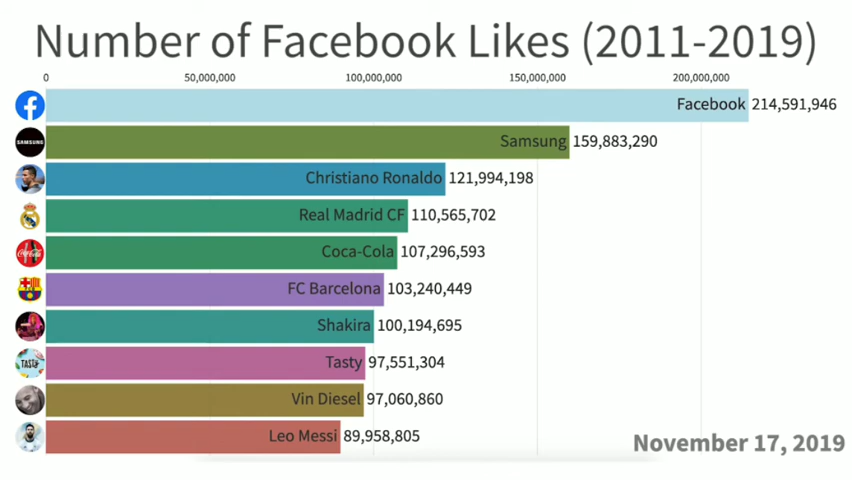 Number of Facebook Likes (2011-2019)
0 50,000,000 100,000,000 150,000,000 200,000,000
Facebook 214,591,946
SAMSUNG Samsung 159,883,290
Christiano Ronaldo 121,994,198
Real Madrid CF 110,565,702
Coca-Cola Coca-Cola 107,296,593
FC Barcelona 103,240,449
Shakira 100,194,695
TASTY Tasty 97,551,304
Vin Diesel 97,060,860
Leo Messi 89,958,805
November 17, 2019